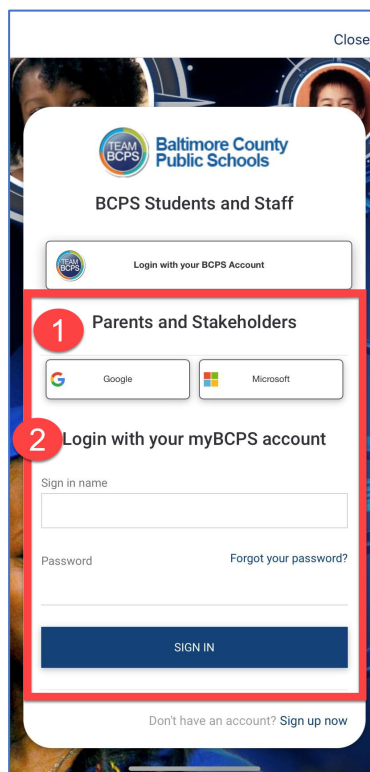 Close
TEAM
BCPS
Baltimore County
Public Schools
BCPS Students and Staff
TEAM
BCPS
Login with your BCPS Account
1
Parents and Stakeholders
Google
Microsoft
2
Login with your myBCPS account
Sign in name
Password
Forgot your password?
SIGN IN
Don't have an account? Sign up now